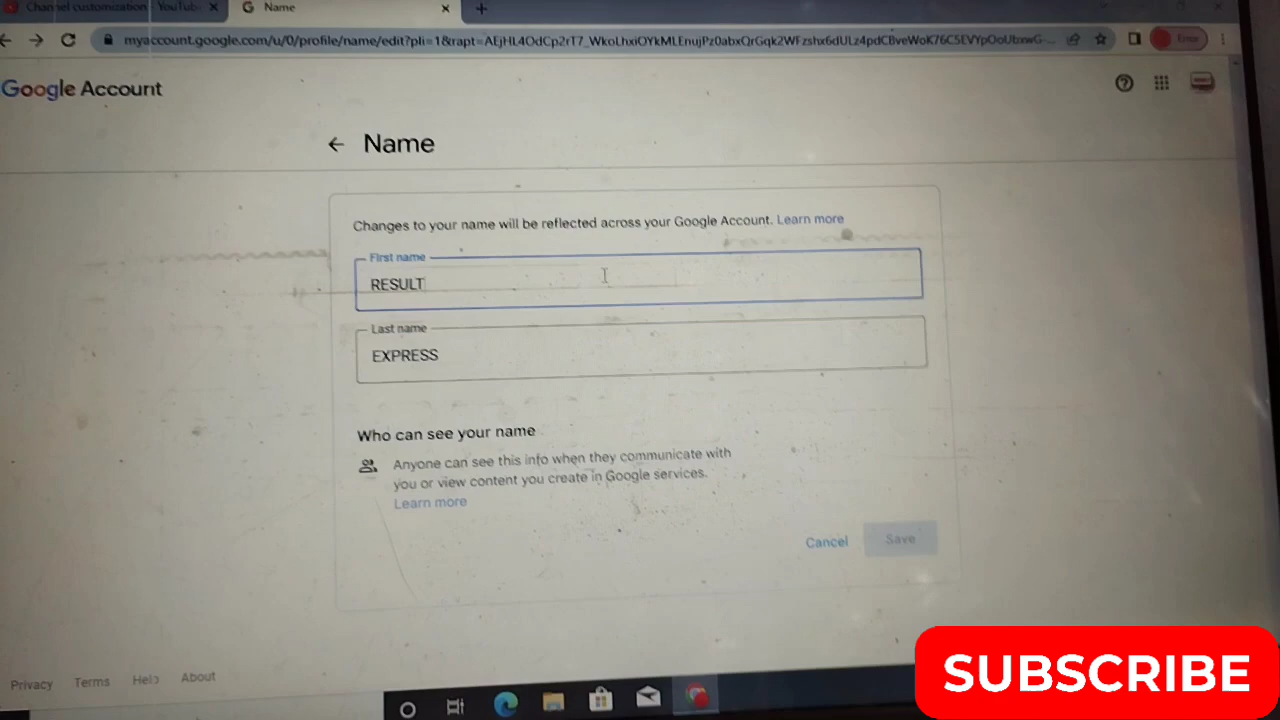 Channel customization - YouTube
Name
myaccount.google.com/u/0/profile/name/edit?pli=1&rapt=
Error
Google Account
Name
Changes to your name will be reflected across your Google Account. Learn more
First name
RESULT
Last name
EXPRESS
Who can see your name
Anyone can see this info when they communicate with
you or view content you create in Google services.
Learn more
Cancel
Save
Privacy
Terms
Help
About
SUBSCRIBE